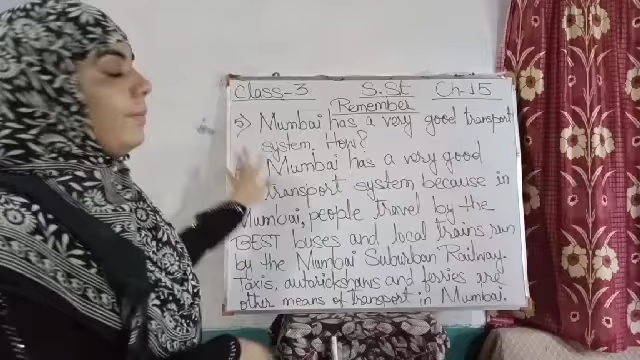 Class-3 S.St Ch-15
Remember
5) Mumbai has a very good transport
system. How?
Mumbai has a very good
transport system because in
Mumbai, people travel by the
BEST buses and local trains run
by the Mumbai Suburban Railway.
Taxis, autorickshaws and ferries are
other means of transport in Mumbai.